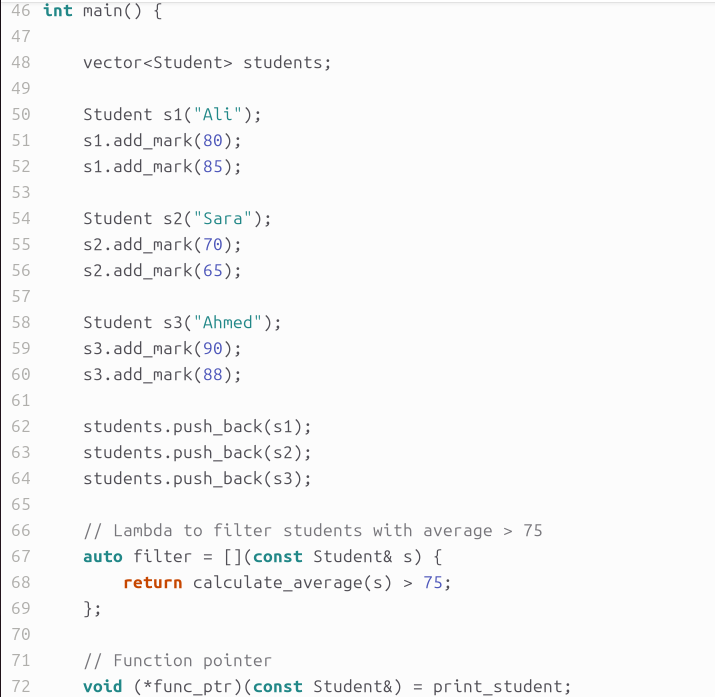 46 int main() {
47
48     vector<Student> students;
49
50     Student s1("Ali");
51     s1.add_mark(80);
52     s1.add_mark(85);
53
54     Student s2("Sara");
55     s2.add_mark(70);
56     s2.add_mark(65);
57
58     Student s3("Ahmed");
59     s3.add_mark(90);
60     s3.add_mark(88);
61
62     students.push_back(s1);
63     students.push_back(s2);
64     students.push_back(s3);
65
66     // Lambda to filter students with average > 75
67     auto filter = [](const Student& s) {
68         return calculate_average(s) > 75;
69     };
70
71     // Function pointer
72     void (*func_ptr)(const Student&) = print_student;